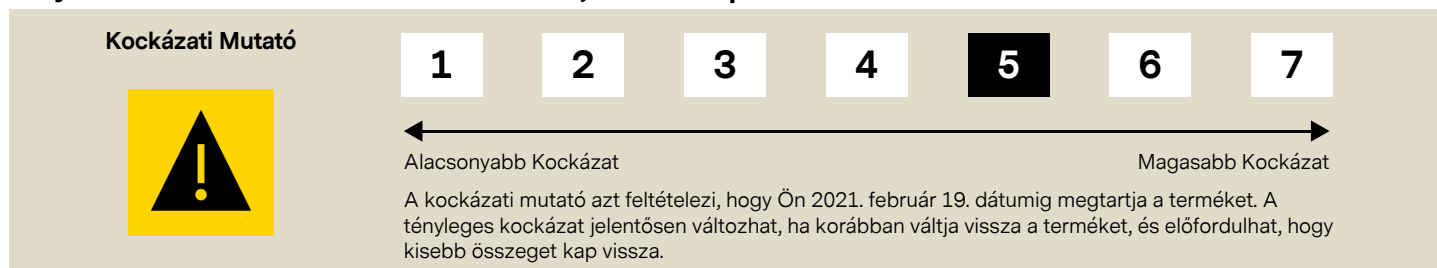 Kockázati Mutató
1 2 3 4 5 6 7
Alacsonyabb Kockázat Magasabb Kockázat
A kockázati mutató azt feltételezi, hogy Ön 2021. február 19. dátumig megtartja a terméket. A
tényleges kockázat jelentősen változhat, ha korábban váltja vissza a terméket, és előfordulhat, hogy
kisebb összeget kap vissza.